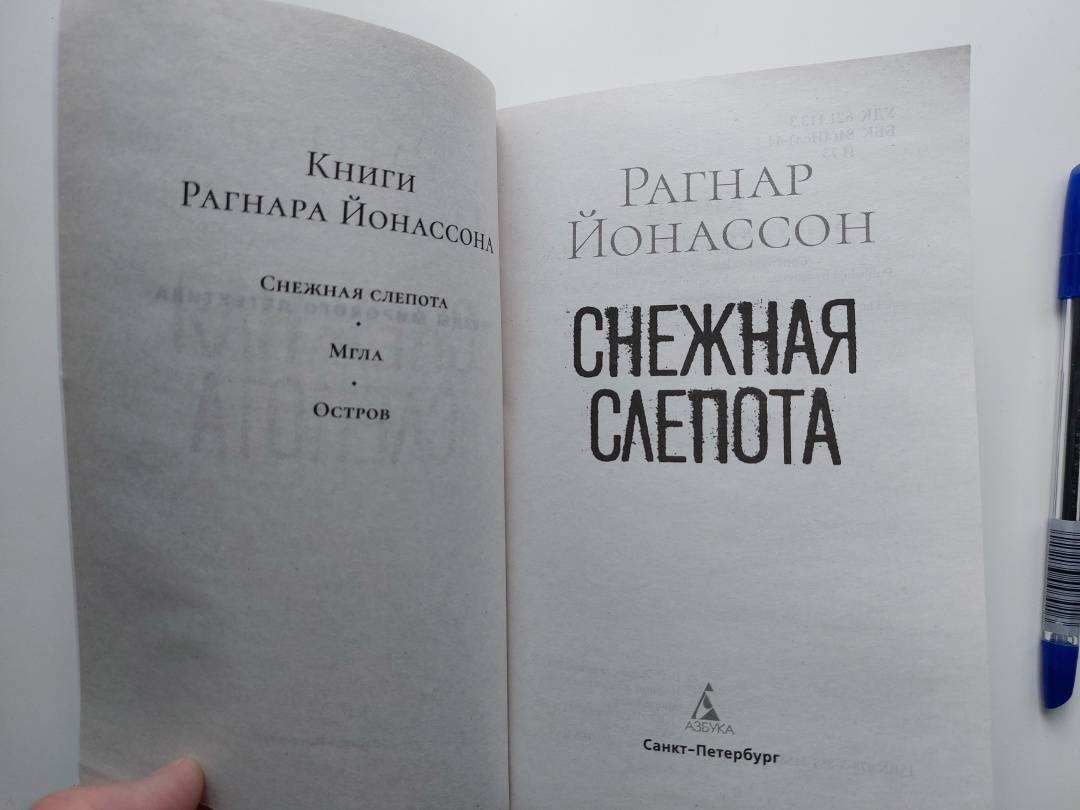 Книги
Рагнара Йонассона
Снежная слепота
·
Мгла
·
Остров
Рагнар
Йонассон
СНЕЖНАЯ
СЛЕПОТА
АЗБУКА
Санкт-Петербург